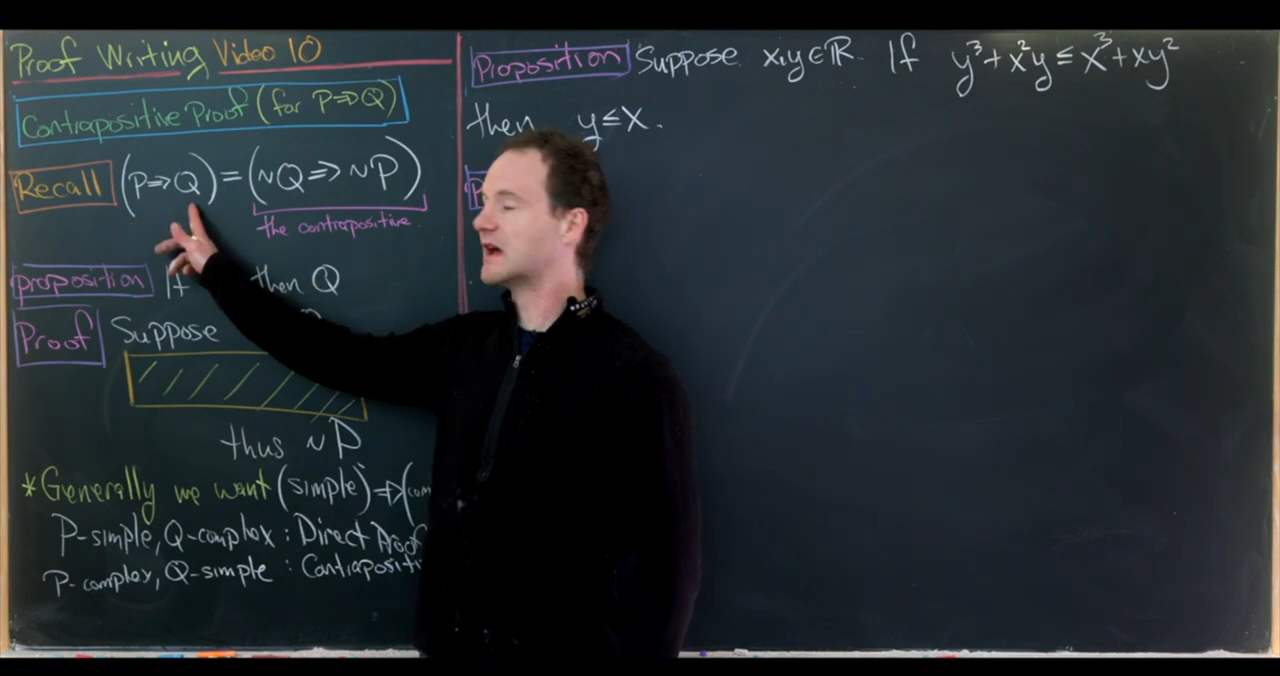 Proof Writing Video 10
Contrapositive Proof (for P⇒Q)
Recall (P⇒Q) = (~Q ⇒ ~P)
the contrapositive.
proposition If then Q
Proof Suppose
thus ~P
*Generally we want (simple) ⇒ (
P-simple, Q-complex : Direct Proof
P-complex, Q-simple :
Proposition Suppose x,y∈ℝ. If y³+x²y≤x³+xy²
then y≤x.